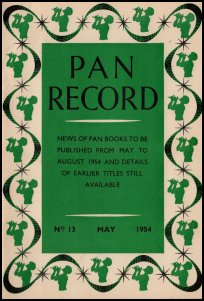 PAN
RECORD
NEWS OF PAN BOOKS TO BE
PUBLISHED FROM MAY TO
AUGUST 1954 AND DETAILS
OF EARLIER TITLES STILL
AVAILABLE
Nº 13 MAY 1954